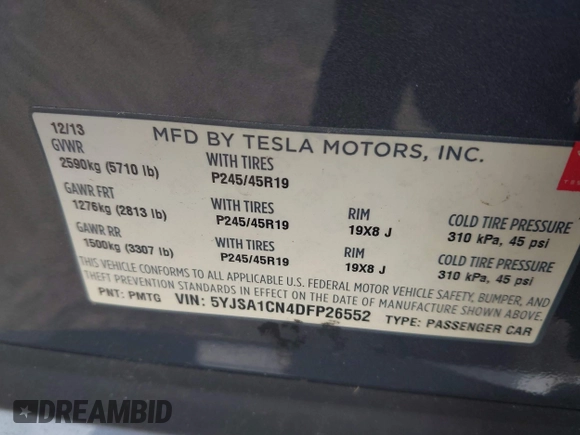 12/13 MFD BY TESLA MOTORS, INC.
GVWR
2590kg (5710 lb) WITH TIRES
P245/45R19
GAWR FRT
1276kg (2813 lb) WITH TIRES RIM COLD TIRE PRESSURE
P245/45R19 19X8 J 310 kPa, 45 psi
GAWR RR
1500kg (3307 lb) WITH TIRES RIM COLD TIRE PRESSURE
P245/45R19 19X8 J 310 kPa, 45 psi
THIS VEHICLE CONFORMS TO ALL APPLICABLE U.S. FEDERAL MOTOR VEHICLE SAFETY, BUMPER, AND
THEFT PREVENTION STANDARDS IN EFFECT ON THE DATE OF MANUFACTURE SHOWN ABOVE.
PNT: PMTG VIN: 5YJSA1CN4DFP26552 TYPE: PASSENGER CAR
DREAMBID